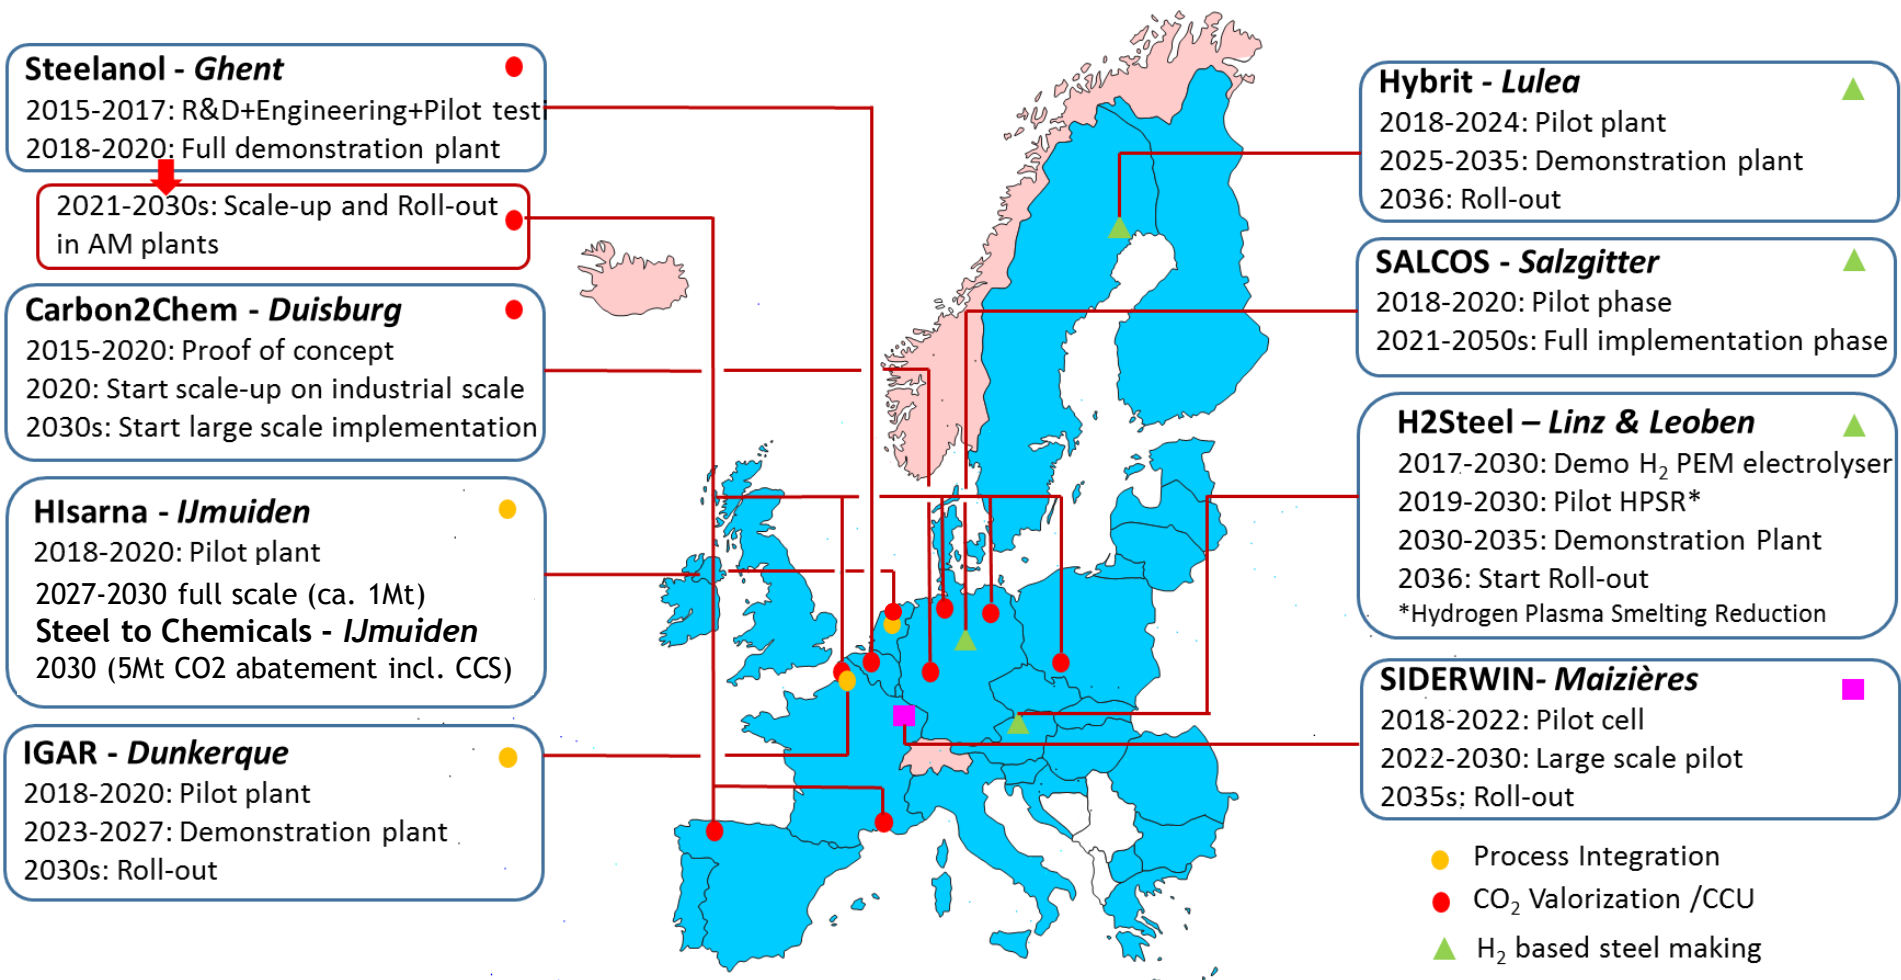 Steelanol - Ghent
2015-2017: R&D+Engineering+Pilot testi
2018-2020: Full demonstration plant
2021-2030s: Scale-up and Roll-out
in AM plants
Carbon2Chem - Duisburg
2015-2020: Proof of concept
2020: Start scale-up on industrial scale
2030s: Start large scale implementation
HIsarna - IJmuiden
2018-2020: Pilot plant
2027-2030 full scale (ca. 1Mt)
Steel to Chemicals - IJmuiden
2030 (5Mt CO2 abatement incl. CCS)
IGAR - Dunkerque
2018-2020: Pilot plant
2023-2027: Demonstration plant
2030s: Roll-out
Hybrit - Lulea
2018-2024: Pilot plant
2025-2035: Demonstration plant
2036: Roll-out
SALCOS - Salzgitter
2018-2020: Pilot phase
2021-2050s: Full implementation phase
H2Steel – Linz & Leoben
2017-2030: Demo H₂ PEM electrolyser
2019-2030: Pilot HPSR*
2030-2035: Demonstration Plant
2036: Start Roll-out
*Hydrogen Plasma Smelting Reduction
SIDERWIN- Maizières
2018-2022: Pilot cell
2022-2030: Large scale pilot
2035s: Roll-out
Process Integration
CO₂ Valorization /CCU
H₂ based steel making